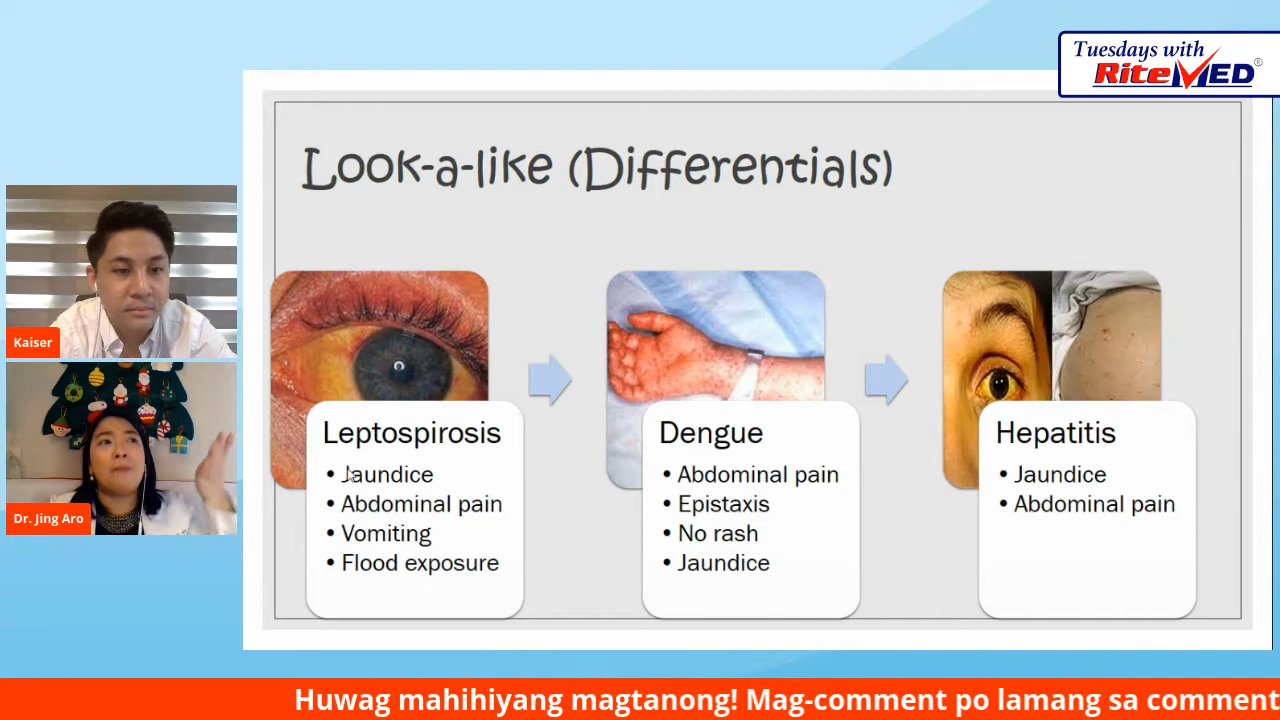 Tuesdays with
RiteMED®
Look-a-like (Differentials)
Kaiser
Dr. Jing Aro
Leptospirosis
• Jaundice
• Abdominal pain
• Vomiting
• Flood exposure
Dengue
• Abdominal pain
• Epistaxis
• No rash
• Jaundice
Hepatitis
• Jaundice
• Abdominal pain
Huwag mahihiyang magtanong! Mag-comment po lamang sa comment